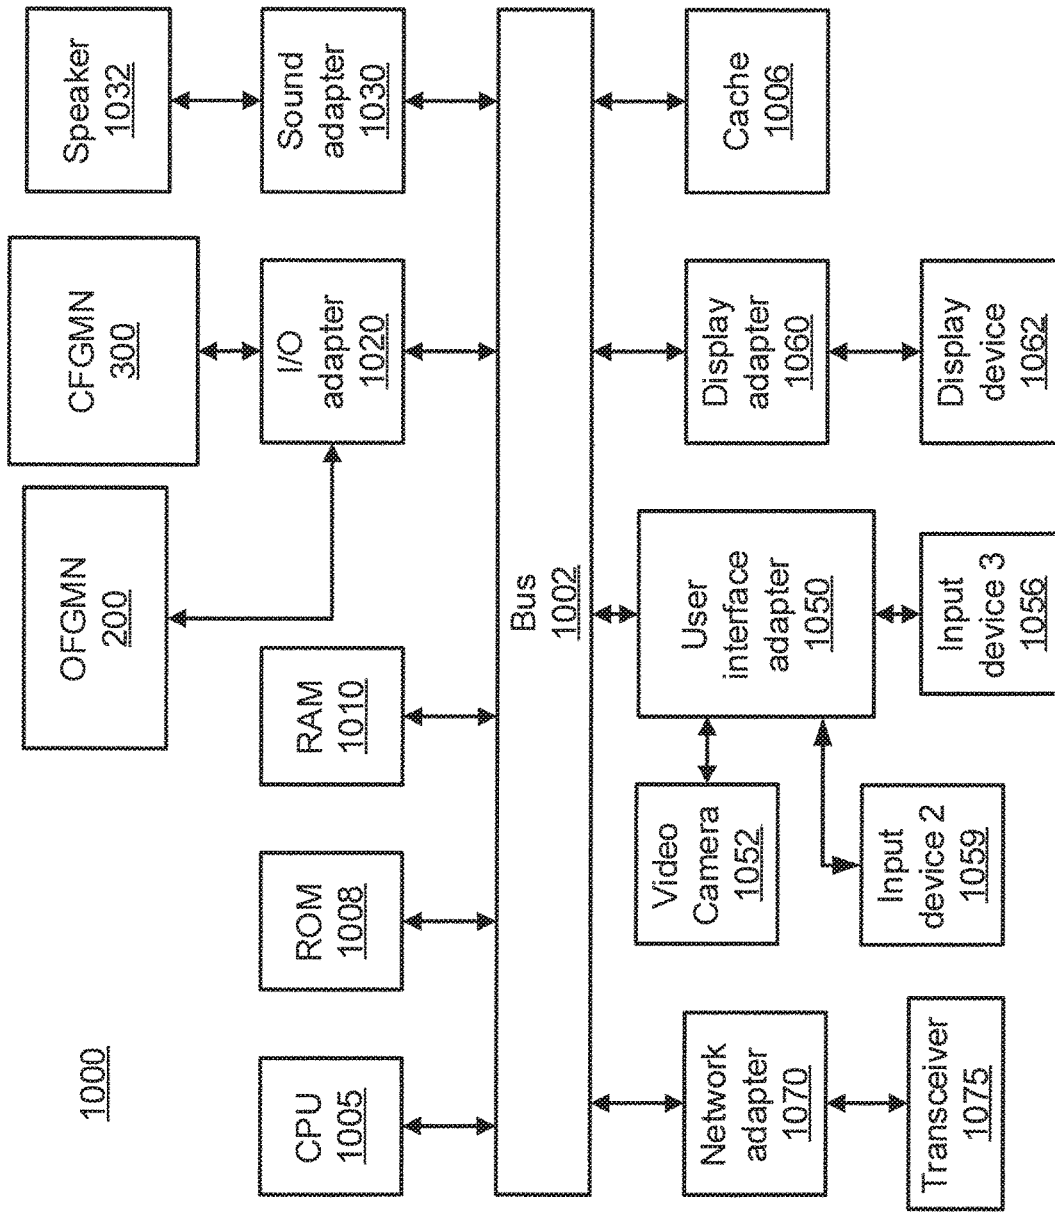 1000
OFGMN
200
CFGMN
300
Speaker
1032
CPU
1005
ROM
1008
RAM
1010
I/O
adapter
1020
Sound
adapter
1030
Bus
1002
Network
adapter
1070
Video
Camera
1052
User
interface
adapter
1050
Display
adapter
1060
Cache
1006
Transceiver
1075
Input
device 2
1059
Input
device 3
1056
Display
device
1062